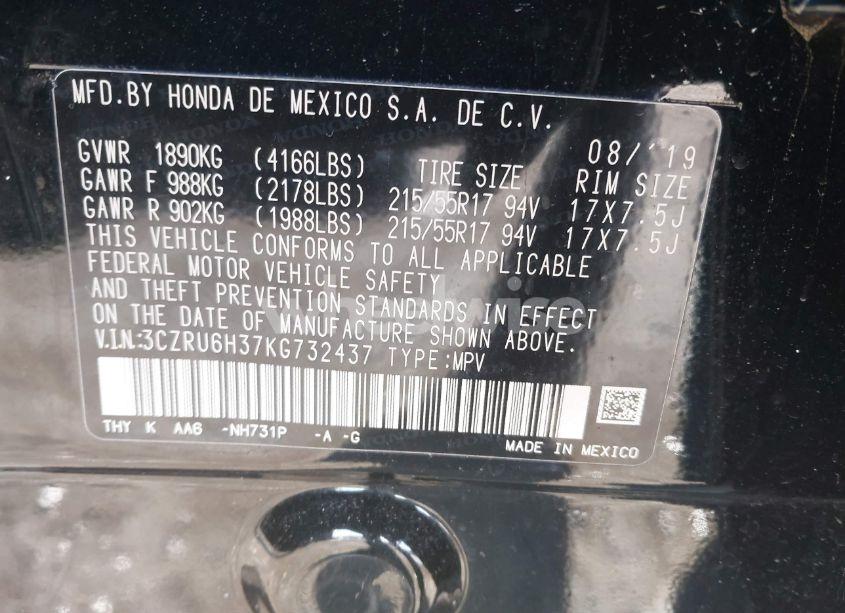 MFD.BY HONDA DE MEXICO S.A. DE C.V.
08/'19
GVWR 1890KG (4166LBS) TIRE SIZE RIM SIZE
GAWR F 988KG (2178LBS) 215/55R17 94V 17X7.5J
GAWR R 902KG (1988LBS) 215/55R17 94V 17X7.5J
THIS VEHICLE CONFORMS TO ALL APPLICABLE
FEDERAL MOTOR VEHICLE SAFETY
AND THEFT PREVENTION STANDARDS IN EFFECT
ON THE DATE OF MANUFACTURE SHOWN ABOVE.
V.I.N.:3CZRU6H37KG732437 TYPE:MPV
THY K AA6 -NH731P -A -G
MADE IN MEXICO